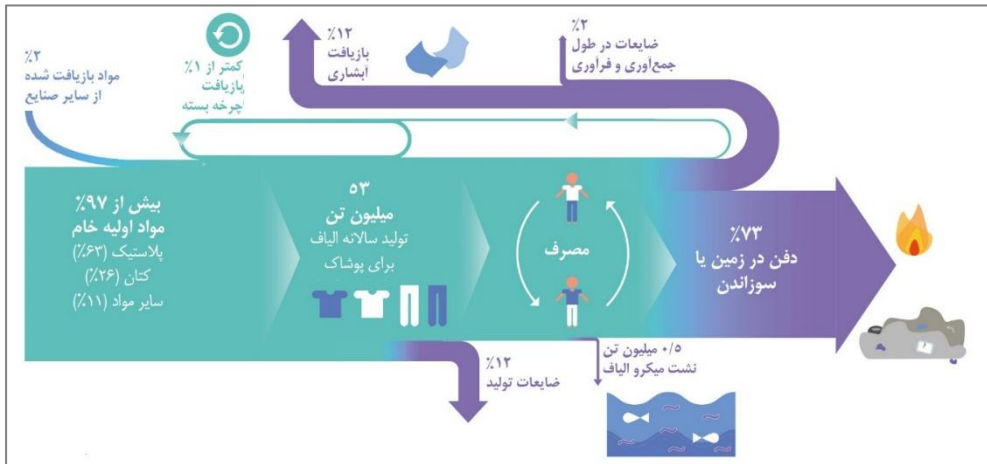 ٪۲
مواد بازیافت شده
از سایر صنایع
کمتر از ۱٪
بازیافت
چرخه بسته
٪۱۲
بازیافت
آبشاری
٪۲
ضایعات در طول
جمع‌آوری و فرآوری
بیش از ۹۷٪
مواد اولیه خام
پلاستیک (۶۳٪)
کتان (۲۶٪)
سایر مواد (۱۱٪)
۵۳
میلیون تن
تولید سالانه الیاف
برای پوشاک
مصرف
٪۷۳
دفن در زمین یا
سوزاندن
٪۱۲
ضایعات تولید
۰/۵ میلیون تن
نشت میکرو الیاف